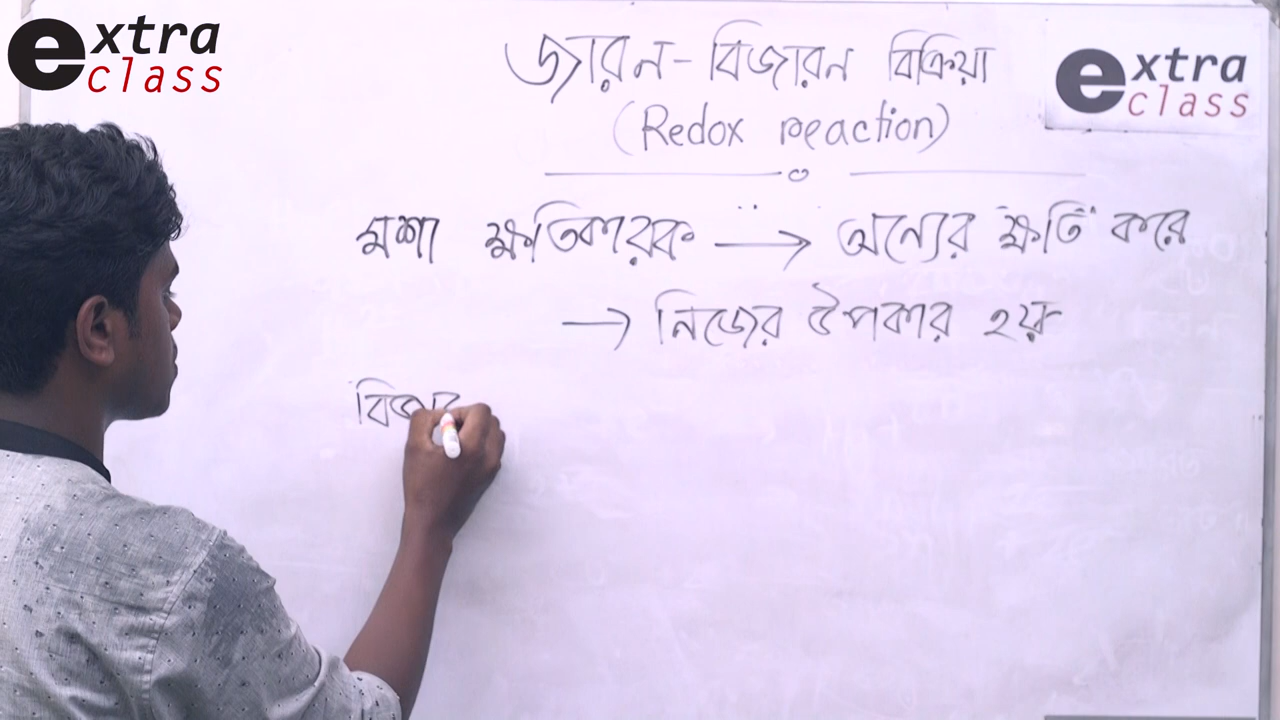 extra class
জারন-বিজারন বিক্রিয়া
extra class
(Redox reaction)
মশা ক্ষতিকারক → অন্যের ক্ষতি করে
→ নিজের উপকার হয়
বিজার